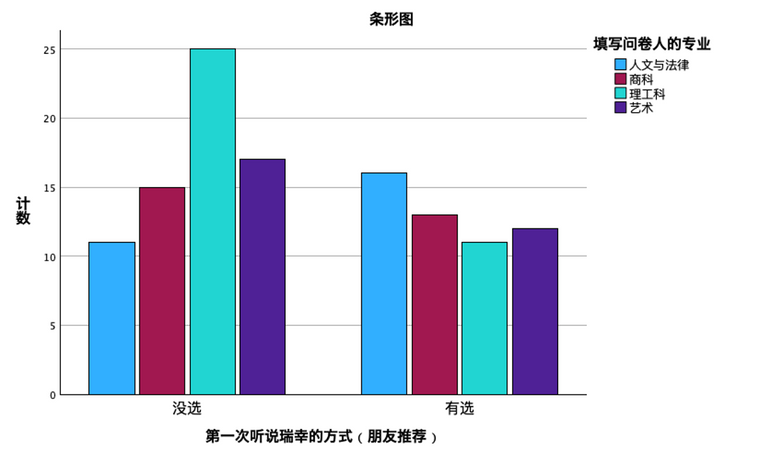 条形图
填写问卷人的专业
人文与法律
商科
理工科
艺术
计数
25
20
15
10
5
0
没选
有选
第一次听说瑞幸的方式（朋友推荐）